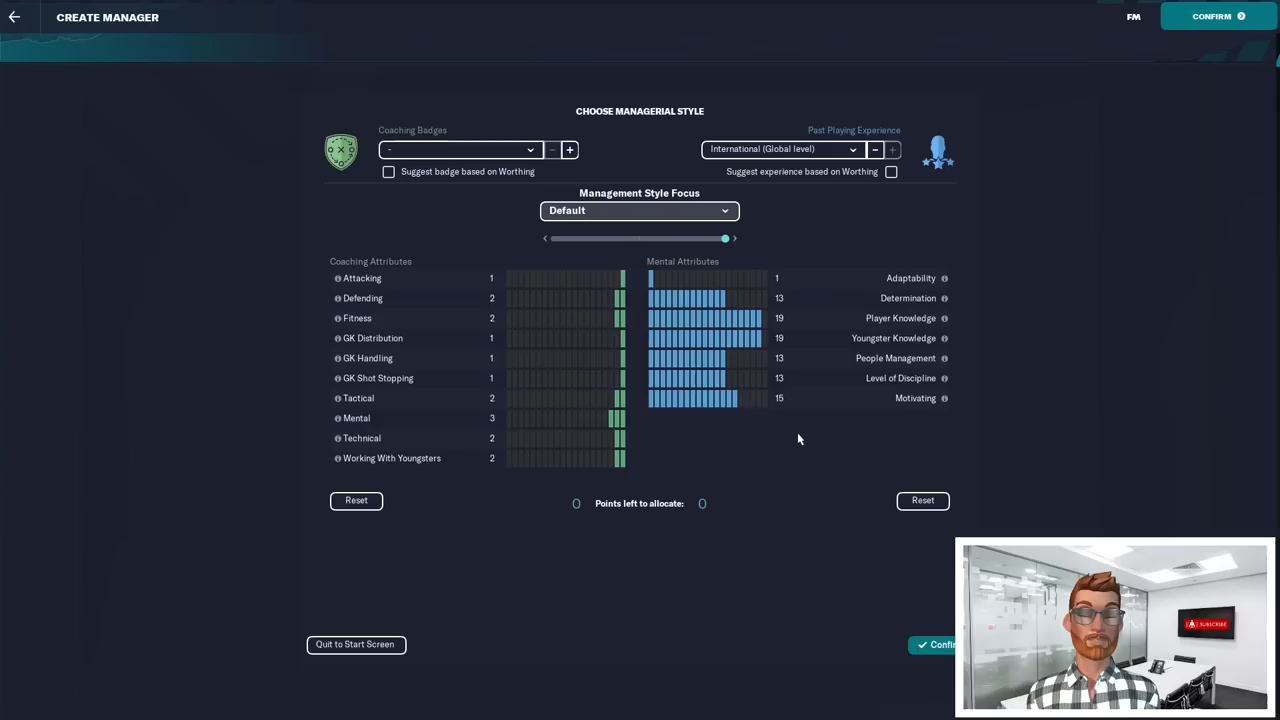 CREATE MANAGER
FM
CONFIRM
CHOOSE MANAGERIAL STYLE
Coaching Badges
Past Playing Experience
-
International (Global level)
Suggest badge based on Worthing
Suggest experience based on Worthing
Management Style Focus
Default
Coaching Attributes
Mental Attributes
Attacking 1
1 Adaptability
Defending 2
13 Determination
Fitness 2
19 Player Knowledge
GK Distribution 1
19 Youngster Knowledge
GK Handling 1
13 People Management
GK Shot Stopping 1
13 Level of Discipline
Tactical 2
15 Motivating
Mental 3
Technical 2
Working With Youngsters 2
Reset
0 Points left to allocate: 0
Reset
Quit to Start Screen
Confir
SUBSCRIBE